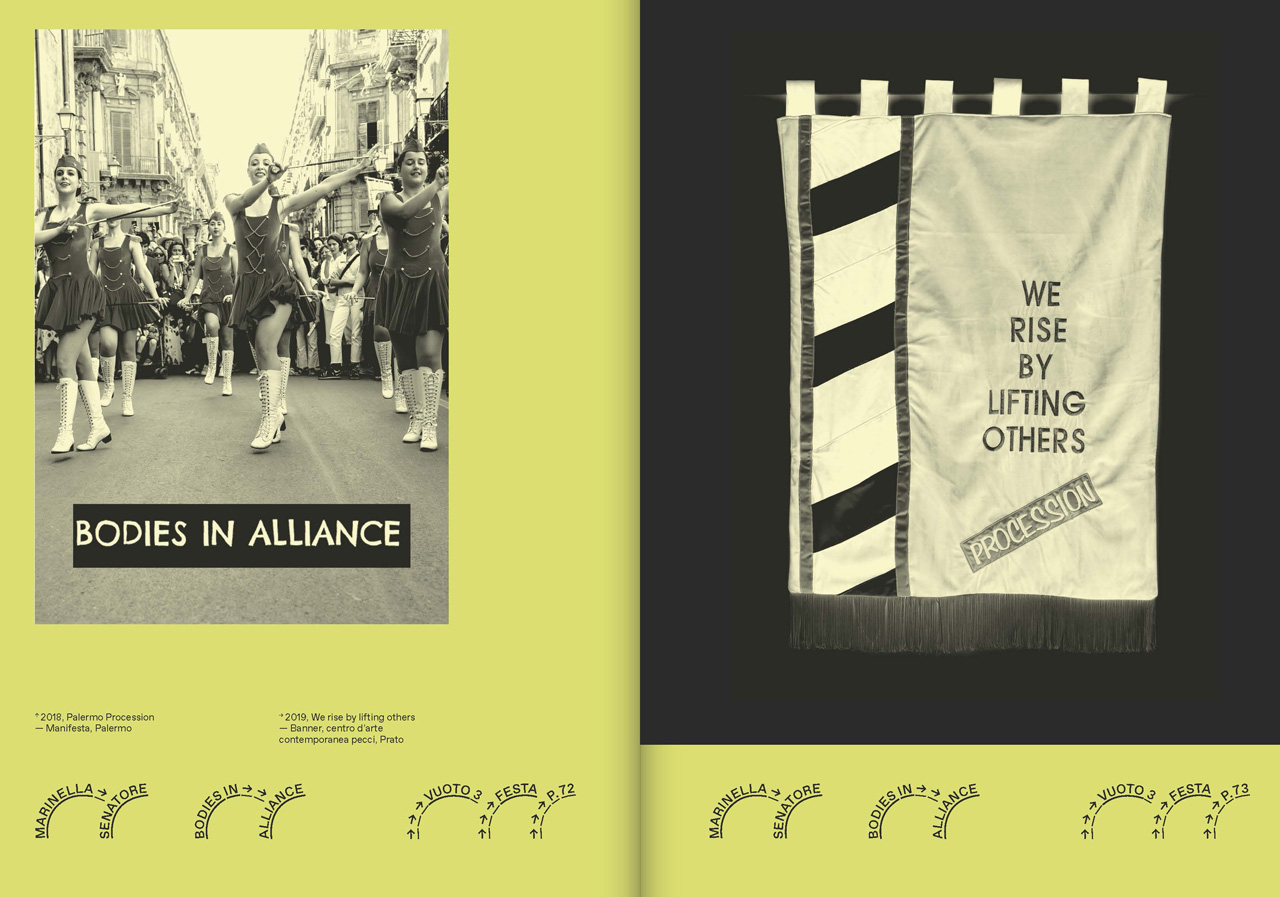 BODIES IN ALLIANCE
↑ 2018, Palermo Procession
— Manifesta, Palermo
→ 2019, We rise by lifting others
— Banner, centro d'arte
contemporanea pecci, Prato
MARINELLA → SENATORE
BODIES IN → → ALLIANCE
↑ → → VUOTO 3
↑ → → FESTA
↑ → → P. 72
WE
RISE
BY
LIFTING
OTHERS
PROCESSION
MARINELLA → SENATORE
BODIES IN → → ALLIANCE
↑ → → VUOTO 3
↑ → → FESTA
↑ → → P. 73